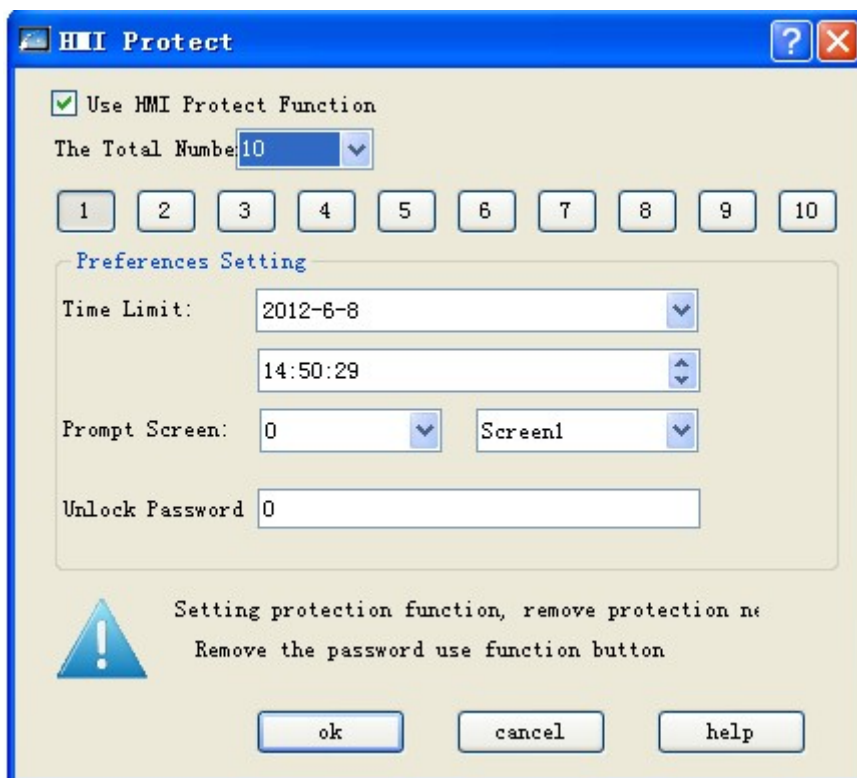 HMI Protect
Use HMI Protect Function
The Total Numbe 10
1 2 3 4 5 6 7 8 9 10
Preferences Setting
Time Limit: 2012-6-8
14:50:29
Prompt Screen: 0 Screen1
Unlock Password 0
Setting protection function, remove protection ne
Remove the password use function button
ok cancel help